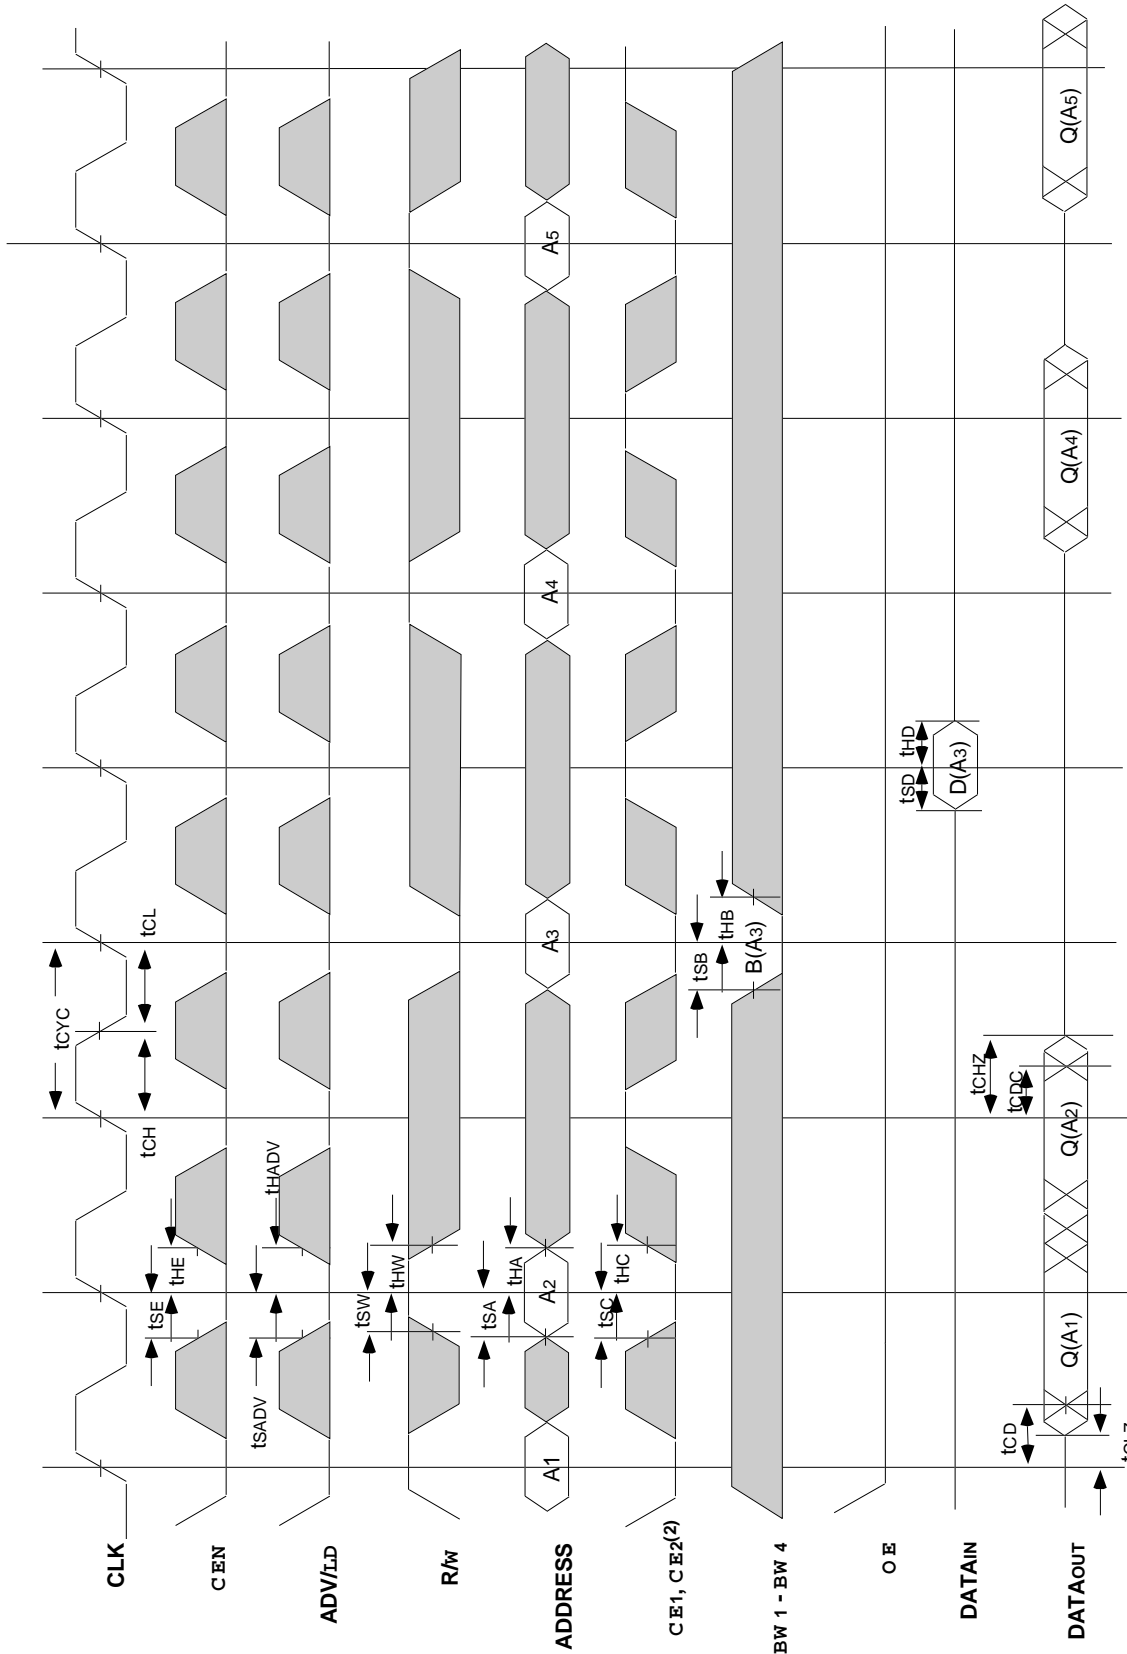 tCYC
tCH
tCL
CLK
tSE
tHE
CEN
tSADV
tHADV
ADV/LD
tSW
tHW
R/W
tSA
tHA
ADDRESS
A1
A2
A3
A4
A5
tSC
tHC
CE1, CE2(2)
tSB
tHB
B(A3)
BW1 - BW4
OE
tSD
tHD
D(A3)
DATAIN
tCHZ
tCDC
tCD
Q(A1)
Q(A2)
Q(A4)
Q(A5)
DATAOUT